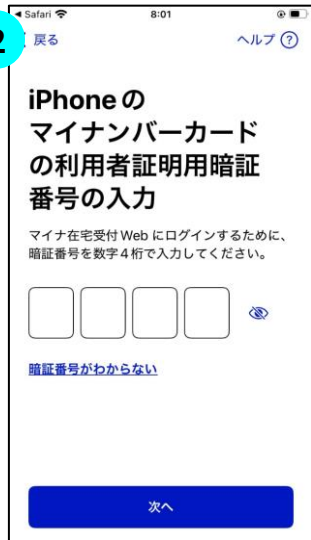 ◀ Safari 8:01
2
戻る ヘルプ ?
iPhoneの
マイナンバーカード
の利用者証明用暗証
番号の入力
マイナ在宅受付Webにログインするために、
暗証番号を数字4桁で入力してください。
暗証番号がわからない
次へ